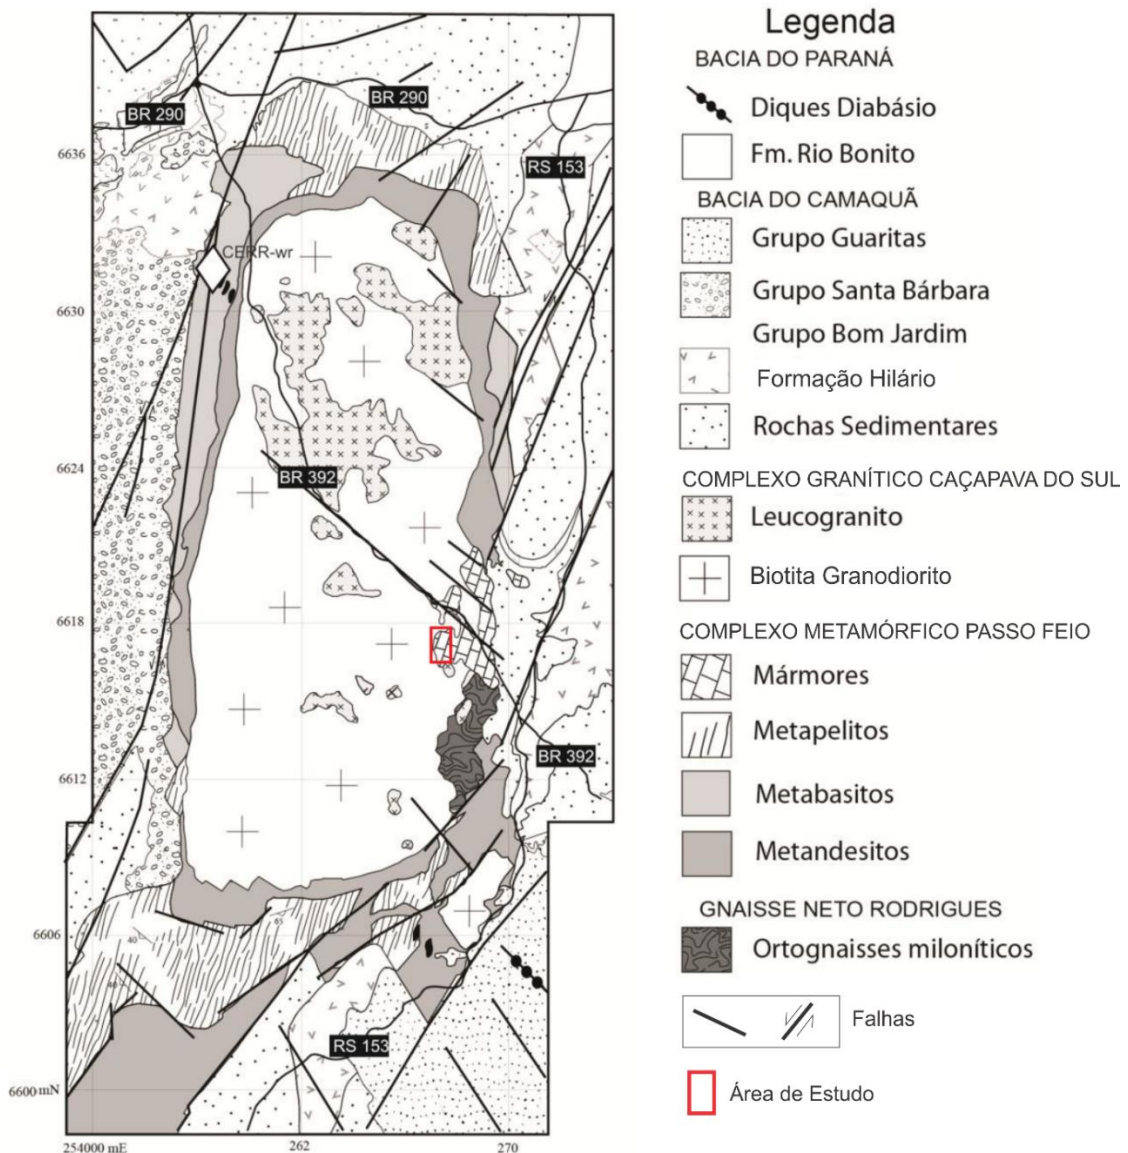 BR 290
BR 290
6636
RS 153
CERR-wr
6630
6624
BR 392
6618
BR 392
6612
6606
40
65
40
RS 153
6600 mN
254000 mE
262
270
Legenda
BACIA DO PARANÁ
Diques Diabásio
Fm. Rio Bonito
BACIA DO CAMAQUÃ
Grupo Guaritas
Grupo Santa Bárbara
Grupo Bom Jardim
Formação Hilário
Rochas Sedimentares
COMPLEXO GRANÍTICO CAÇAPAVA DO SUL
Leucogranito
Biotita Granodiorito
COMPLEXO METAMÓRFICO PASSO FEIO
Mármores
Metapelitos
Metabasitos
Metandesitos
GNAISSE NETO RODRIGUES
Ortognaisses miloníticos
Falhas
Área de Estudo